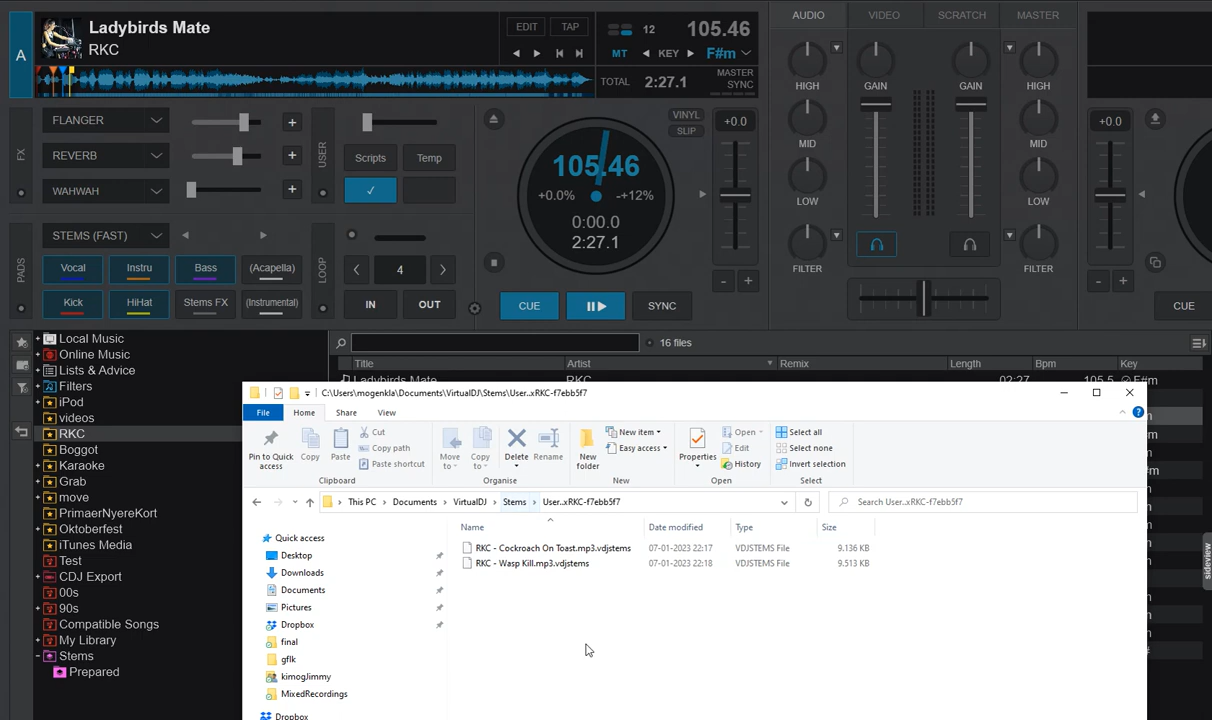 A
Ladybirds Mate
RKC
EDIT
TAP
12
105.46
MT
KEY
F#m
TOTAL
2:27.1
MASTER
SYNC
AUDIO
VIDEO
SCRATCH
MASTER
HIGH
GAIN
GAIN
HIGH
MID
MID
LOW
LOW
FILTER
FILTER
FX
FLANGER
REVERB
WAHWAH
USER
Scripts
Temp
✓
VINYL
SLIP
+0.0
105.46
+0.0%
-+12%
0:00.0
2:27.1
+0.0
PADS
STEMS (FAST)
Vocal
Instru
Bass
(Acapella)
Kick
HiHat
Stems FX
(Instrumental)
LOOP
4
IN
OUT
CUE
SYNC
- +
- +
CUE
Local Music
Online Music
Lists & Advice
Filters
iPod
videos
RKC
Boggot
Karaoke
Grab
move
PrimaerNyereKort
Oktoberfest
iTunes Media
Test
CDJ Export
00s
90s
Compatible Songs
My Library
Stems
Prepared
16 files
Title
Artist
Remix
Length
Bpm
Key
Ladybirds Mate
RKC
02:27
105.5
F#m
sideview
C:\Users\mogenkla\Documents\VirtualDJ\Stems\User..xRKC-f7ebb5f7
File
Home
Share
View
Pin to Quick access
Copy
Paste
Cut
Copy path
Paste shortcut
Clipboard
Move to
Copy to
Delete
Rename
Organise
New folder
New item
Easy access
New
Properties
Open
Edit
History
Open
Select all
Select none
Invert selection
Select
This PC > Documents > VirtualDJ > Stems > User..xRKC-f7ebb5f7
Search User..xRKC-f7ebb5f7
Name
Date modified
Type
Size
RKC - Cockroach On Toast.mp3.vdjstems 07-01-2023 22:17 VDJSTEMS File 9.136 KB
RKC - Wasp Kill.mp3.vdjstems 07-01-2023 22:18 VDJSTEMS File 9.513 KB
Quick access
Desktop
Downloads
Documents
Pictures
Dropbox
final
gflk
kimogJimmy
MixedRecordings
Dropbox